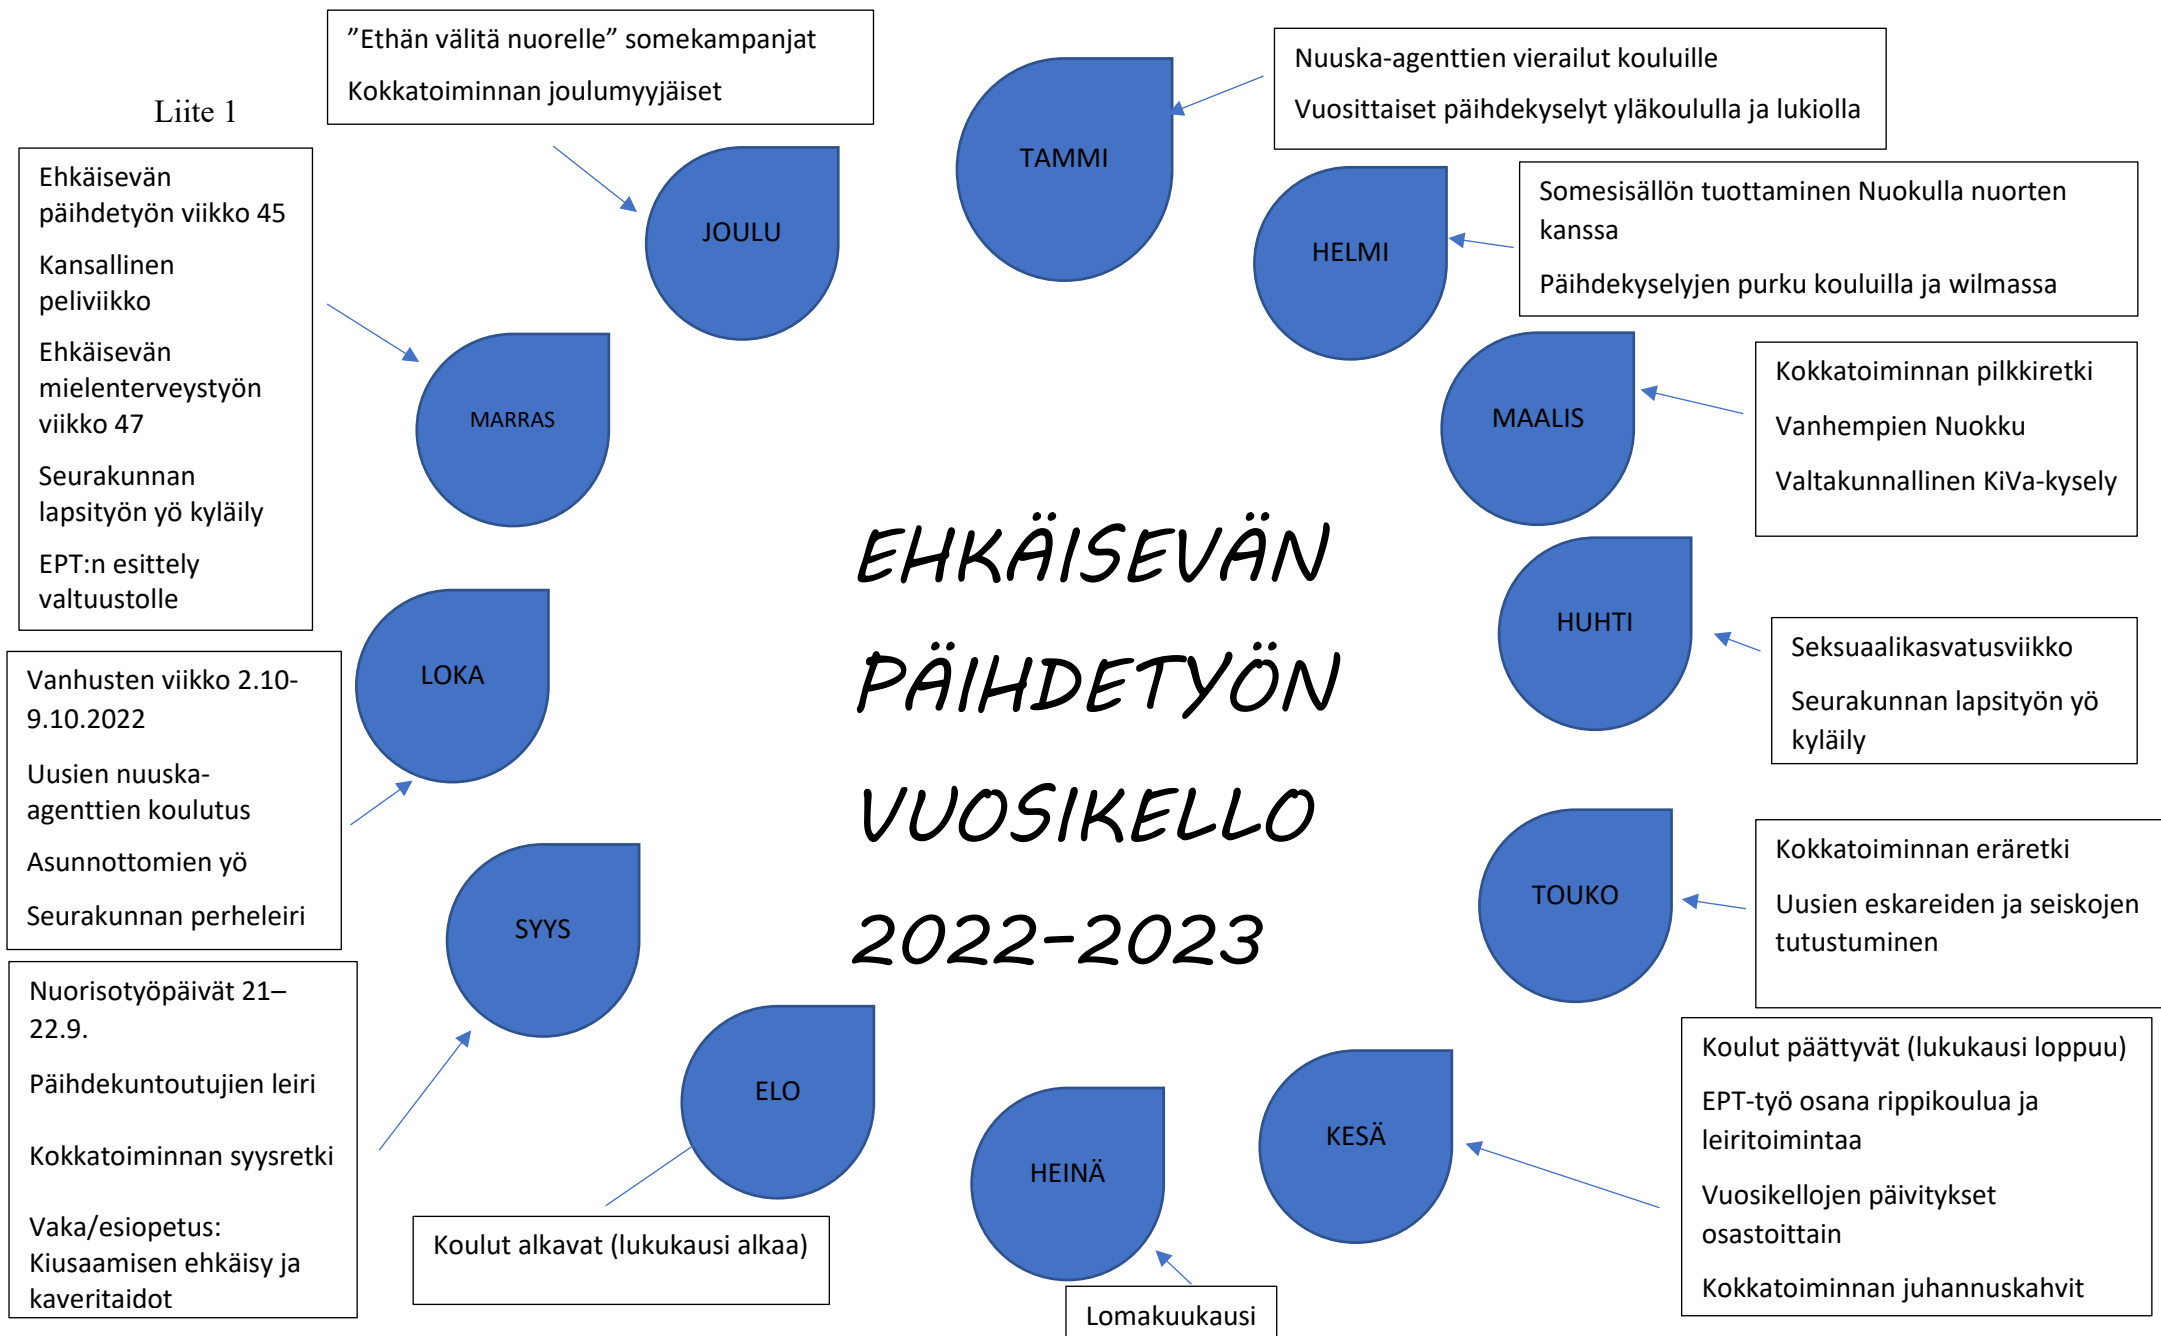 Liite 1
”Ethän välitä nuorelle” somekampanjat
Kokkatoiminnan joulumyyjäiset
JOULU
TAMMI
Nuuska-agenttien vierailut kouluille
Vuosittaiset päihdekyselyt yläkoululla ja lukiolla
HELMI
Somesisällön tuottaminen Nuokulla nuorten
kanssa
Päihdekyselyjen purku kouluilla ja wilmassa
MAALIS
Kokkatoiminnan pilkkiretki
Vanhempien Nuokku
Valtakunnallinen KiVa-kysely
HUHTI
Seksuaalikasvatusviikko
Seurakunnan lapsityön yö
kyläily
TOUKO
Kokkatoiminnan eräretki
Uusien eskareiden ja seiskojen
tutustuminen
KESÄ
Koulut päättyvät (lukukausi loppuu)
EPT-työ osana rippikoulua ja
leiritoimintaa
Vuosikellojen päivitykset
osastoittain
Kokkatoiminnan juhannuskahvit
HEINÄ
Lomakuukausi
ELO
Koulut alkavat (lukukausi alkaa)
SYYS
Nuorisotyöpäivät 21–
22.9.
Päihdekuntoutujien leiri
Kokkatoiminnan syysretki
Vaka/esiopetus:
Kiusaamisen ehkäisy ja
kaveritaidot
LOKA
Vanhusten viikko 2.10-
9.10.2022
Uusien nuuska-
agenttien koulutus
Asunnottomien yö
Seurakunnan perheleiri
MARRAS
Ehkäisevän
päihdetyön viikko 45
Kansallinen
peliviikko
Ehkäisevän
mielenterveystyön
viikko 47
Seurakunnan
lapsityön yö kyläily
EPT:n esittely
valtuustolle
EHKÄISEVÄN
PÄIHDETYÖN
VUOSIKELLO
2022-2023